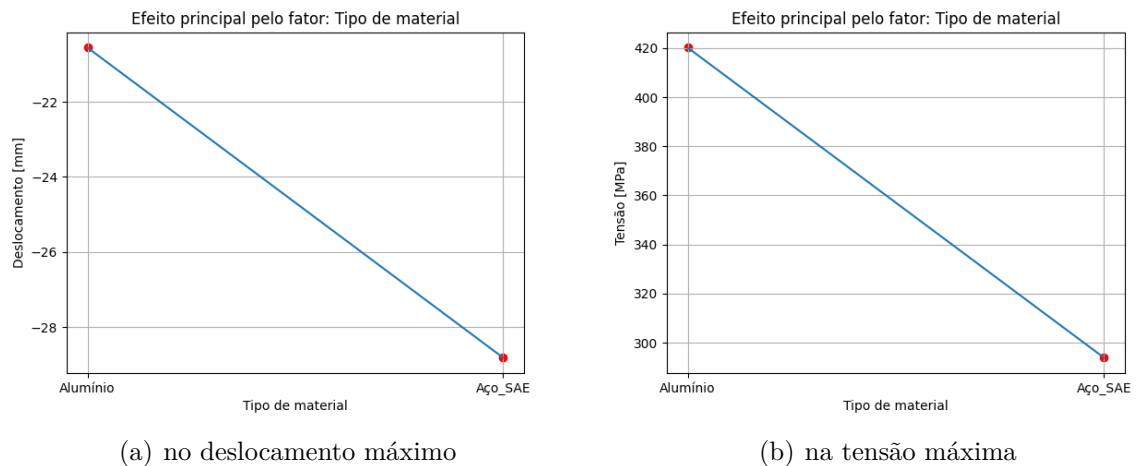 Efeito principal pelo fator: Tipo de material
−22
−24
−26
−28
Deslocamento [mm]
Alumínio
Aço_SAE
Tipo de material
(a) no deslocamento máximo
Efeito principal pelo fator: Tipo de material
420
400
380
360
340
320
300
Tensão [MPa]
Alumínio
Aço_SAE
Tipo de material
(b) na tensão máxima